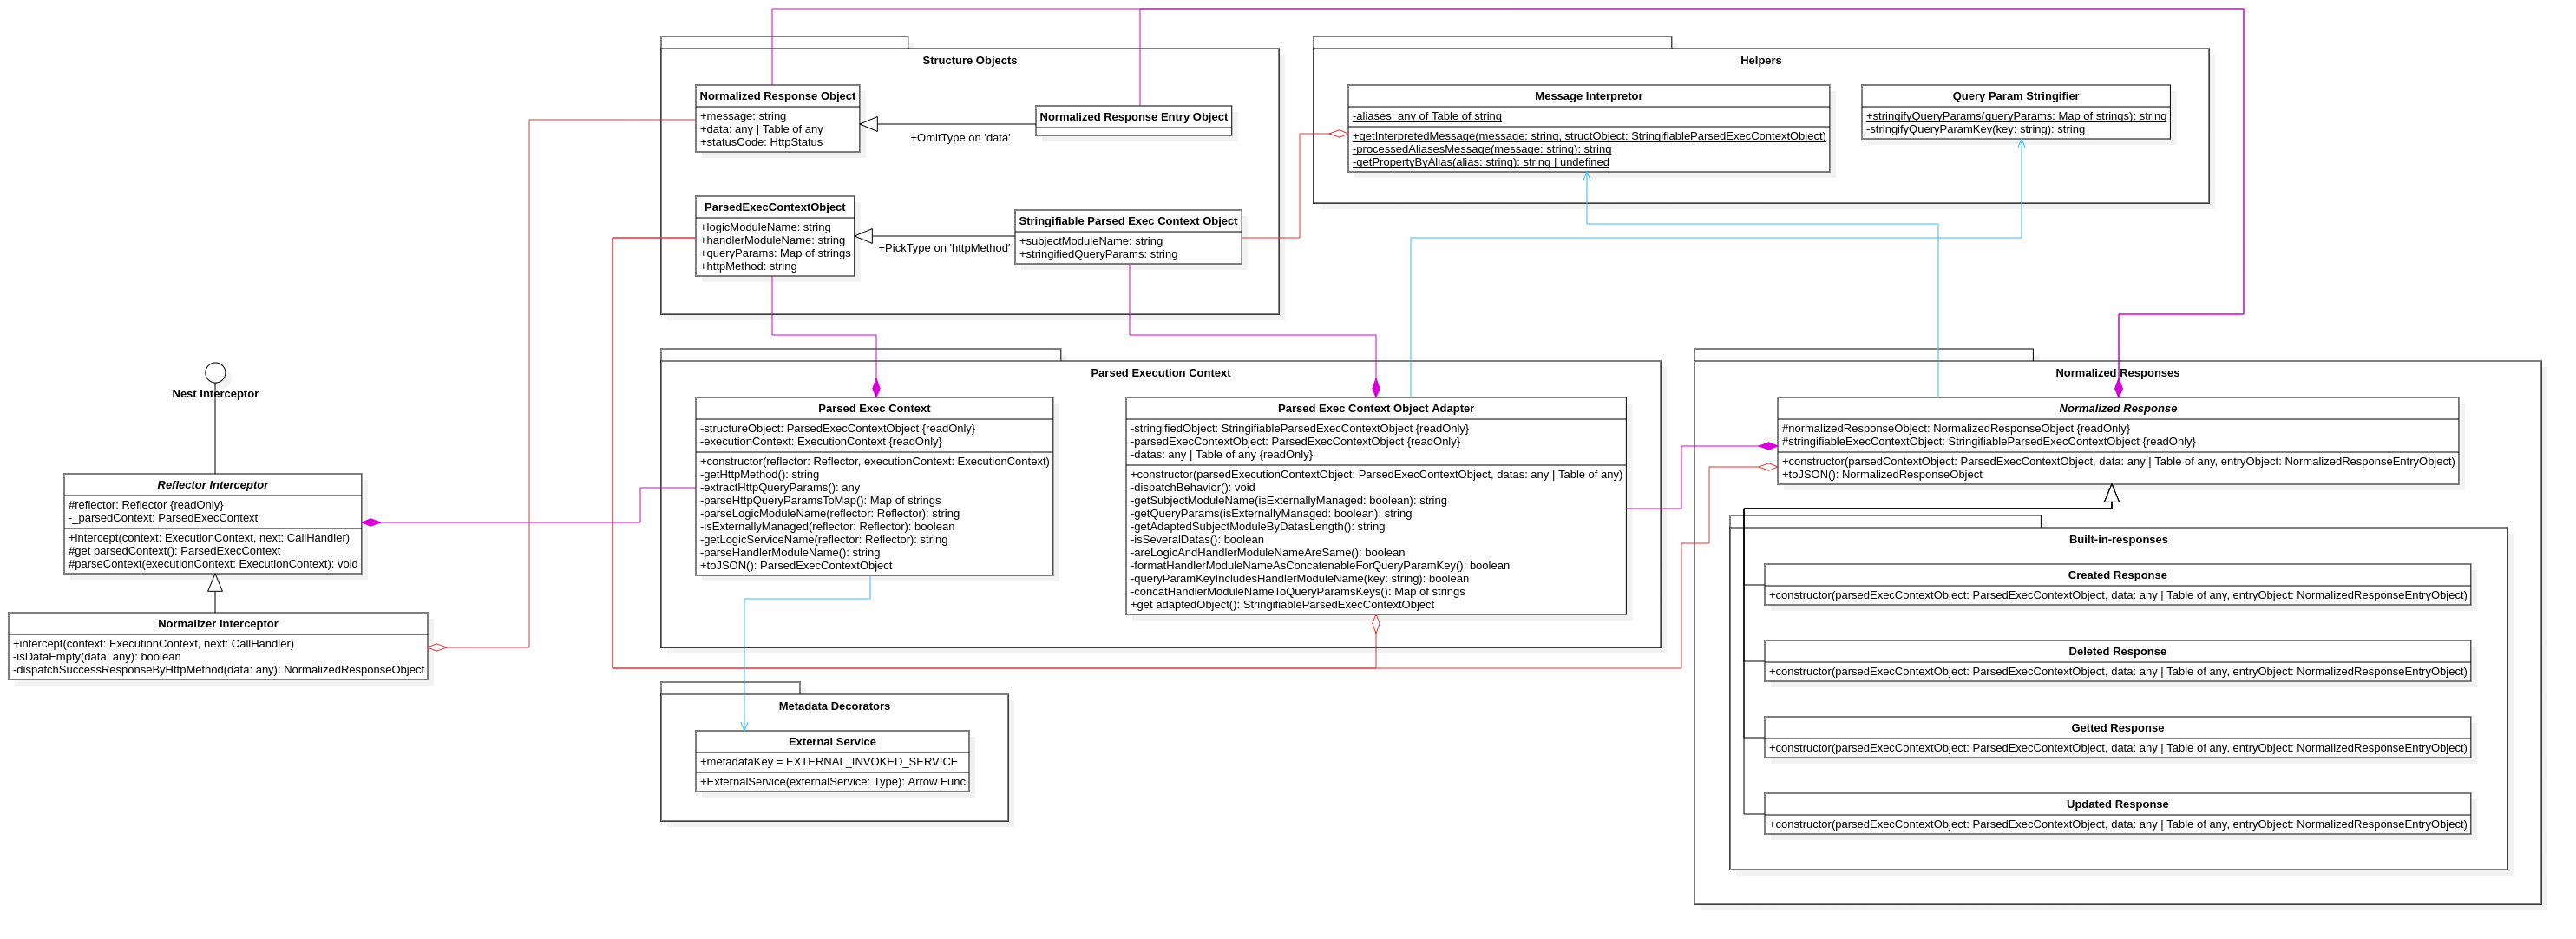 Structure Objects
Normalized Response Object
+message: string
+data: any | Table of any
+statusCode: HttpStatus
Normalized Response Entry Object
+OmitType on 'data'
ParsedExecContextObject
+logicModuleName: string
+handlerModuleName: string
+queryParams: Map of strings
+httpMethod: string
Stringifiable Parsed Exec Context Object
+subjectModuleName: string
+stringifiedQueryParams: string
+PickType on 'httpMethod'
Helpers
Message Interpretor
-aliases: any of Table of string
+getInterpretedMessage(message: string, structObject: StringifiableParsedExecContextObject)
-processedAliasesMessage(message: string): string
-getPropertyByAlias(alias: string): string | undefined
Query Param Stringifier
+stringifyQueryParams(queryParams: Map of strings): string
-stringifyQueryParamKey(key: string): string
Nest Interceptor
Reflector Interceptor
#reflector: Reflector {readOnly}
-_parsedContext: ParsedExecContext
+intercept(context: ExecutionContext, next: CallHandler)
#get parsedContext(): ParsedExecContext
#parseContext(executionContext: ExecutionContext): void
Normalizer Interceptor
+intercept(context: ExecutionContext, next: CallHandler)
-isDataEmpty(data: any): boolean
-dispatchSuccessResponseByHttpMethod(data: any): NormalizedResponseObject
Parsed Execution Context
Parsed Exec Context
-structureObject: ParsedExecContextObject {readOnly}
-executionContext: ExecutionContext {readOnly}
+constructor(reflector: Reflector, executionContext: ExecutionContext)
-getHttpMethod(): string
-extractHttpQueryParams(): any
-parseHttpQueryParamsToMap(): Map of strings
-parseLogicModuleName(reflector: Reflector): string
-isExternallyManaged(reflector: Reflector): boolean
-getLogicServiceName(reflector: Reflector): string
-parseHandlerModuleName(): string
+toJSON(): ParsedExecContextObject
Parsed Exec Context Object Adapter
-stringifiedObject: StringifiableParsedExecContextObject {readOnly}
-parsedExecContextObject: ParsedExecContextObject {readOnly}
-datas: any | Table of any {readOnly}
+constructor(parsedExecutionContextObject: ParsedExecContextObject, datas: any | Table of any)
-dispatchBehavior(): void
-getSubjectModuleName(isExternallyManaged: boolean): string
-getQueryParams(isExternallyManaged: boolean): string
-getAdaptedSubjectModuleByDatasLength(): string
-isSeveralDatas(): boolean
-areLogicAndHandlerModuleNameAreSame(): boolean
-formatHandlerModuleNameAsConcatenableForQueryParamKey(): boolean
-queryParamKeyIncludesHandlerModuleName(key: string): boolean
-concatHandlerModuleNameToQueryParamsKeys(): Map of strings
+get adaptedObject(): StringifiableParsedExecContextObject
Metadata Decorators
External Service
+metadataKey = EXTERNAL_INVOKED_SERVICE
+ExternalService(externalService: Type): Arrow Func
Normalized Responses
Normalized Response
#normalizedResponseObject: NormalizedResponseObject {readOnly}
#stringifiableExecContextObject: StringifiableParsedExecContextObject {readOnly}
+constructor(parsedContextObject: ParsedExecContextObject, data: any | Table of any, entryObject: NormalizedResponseEntryObject)
+toJSON(): NormalizedResponseObject
Built-in-responses
Created Response
+constructor(parsedExecContextObject: ParsedExecContextObject, data: any | Table of any, entryObject: NormalizedResponseEntryObject)
Deleted Response
+constructor(parsedExecContextObject: ParsedExecContextObject, data: any | Table of any, entryObject: NormalizedResponseEntryObject)
Getted Response
+constructor(parsedExecContextObject: ParsedExecContextObject, data: any | Table of any, entryObject: NormalizedResponseEntryObject)
Updated Response
+constructor(parsedExecContextObject: ParsedExecContextObject, data: any | Table of any, entryObject: NormalizedResponseEntryObject)